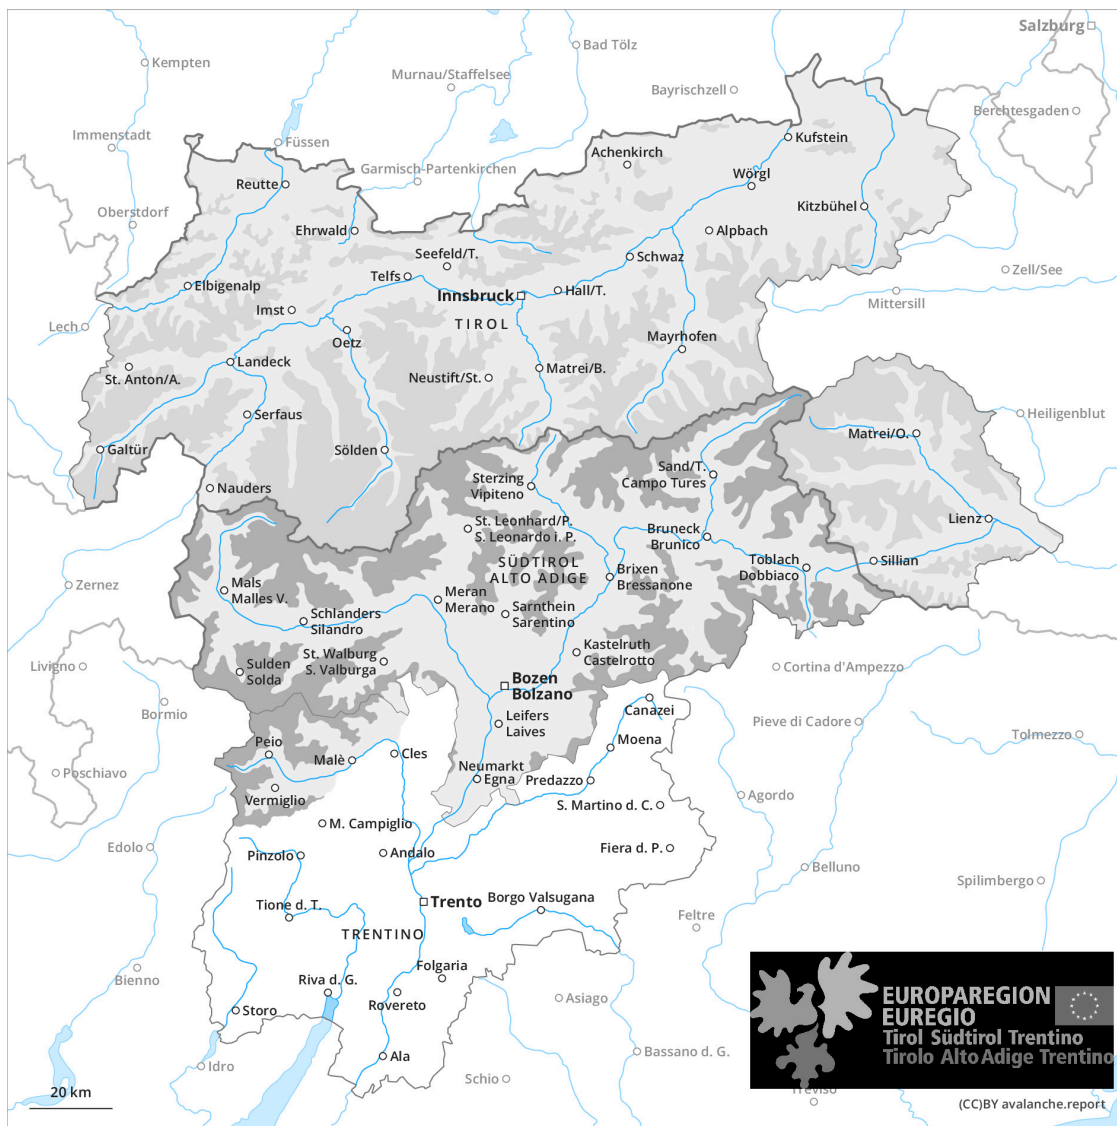 Salzburg
Kempten
Bad Tölz
Murnau/Staffelsee
Bayrischzell
Berchtesgaden
Immenstadt
Füssen
Kufstein
Achenkirch
Garmisch-Partenkirchen
Wörgl
Reutte
Oberstdorf
Kitzbühel
Ehrwald
Alpbach
Seefeld/T.
Schwaz
Telfs
Zell/See
Elbigenalp
Hall/T.
Innsbruck
Mittersill
Imst
TIROL
Lech
Oetz
Mayrhofen
Landeck
Matrei/B.
St. Anton/A.
Neustift/St.
Serfaus
Heiligenblut
Matrei/O.
Galtür
Sölden
Sand/T.
Campo Tures
Sterzing
Vipiteno
Nauders
Lienz
St. Leonhard/P.
S. Leonardo i. P.
Bruneck
Brunico
SÜDTIROL
ALTO ADIGE
Toblach
Dobbiaco
Sillian
Brixen
Bressanone
Zernez
Mals
Malles V.
Meran
Merano
Sarnthein
Sarentino
Schlanders
Silandro
Kastelruth
Castelrotto
St. Walburg
S. Valburga
Livigno
Sulden
Solda
Cortina d'Ampezzo
Bozen
Bolzano
Canazei
Bormio
Leifers
Laives
Pieve di Cadore
Tolmezzo
Peio
Moena
Cles
Malè
Neumarkt
Egna
Predazzo
Poschiavo
Vermiglio
Agordo
S. Martino d. C.
M. Campiglio
Edolo
Pinzolo
Andalo
Fiera d. P.
Belluno
Spilimbergo
Tione d. T.
Trento
Borgo Valsugana
Feltre
TRENTINO
Folgaria
Bienno
Riva d. G.
Rovereto
Asiago
Storo
EUROPAREGION
EUREGIO
Tirol Südtirol Trentino
Tirolo Alto Adige Trentino
Ala
Idro
Bassano d. G.
Schio
20 km
Treviso
(CC)BY avalanche.report